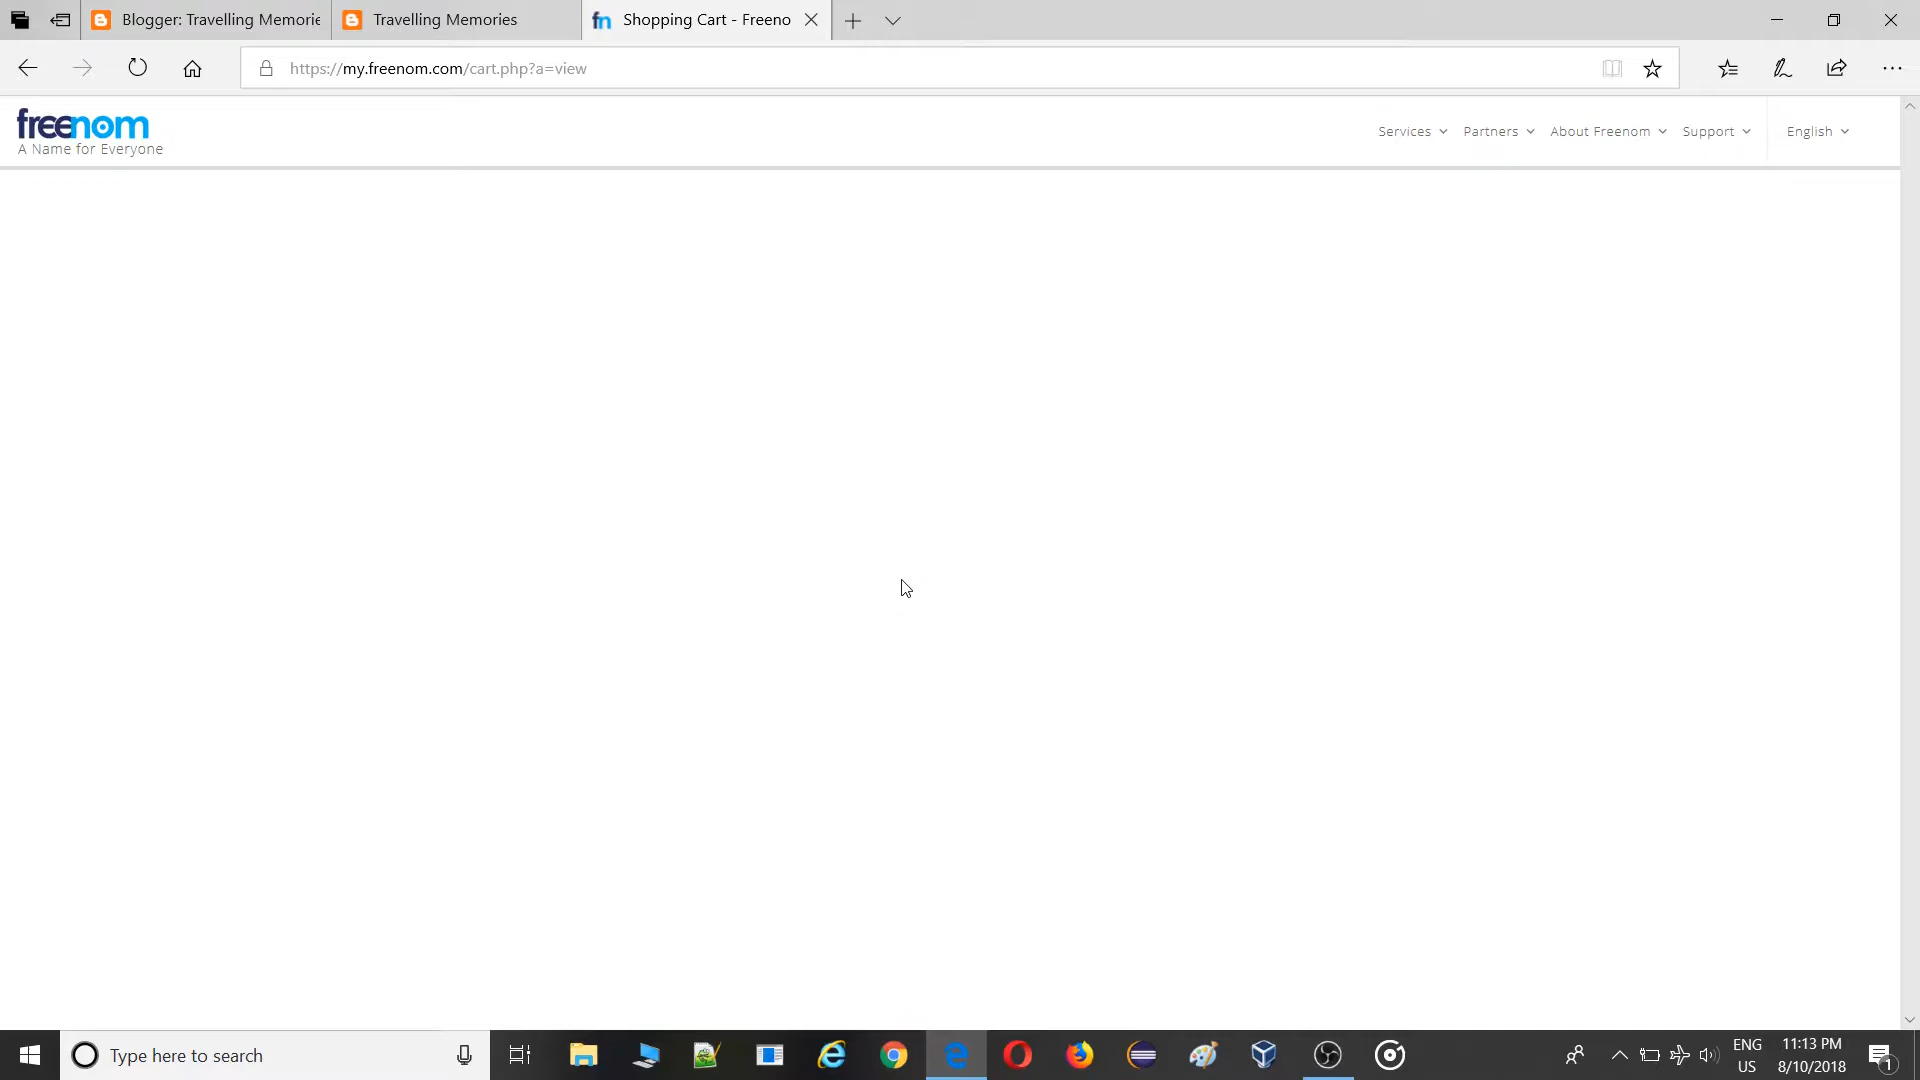 Blogger: Travelling Memorie
Travelling Memories
Shopping Cart - Freeno
https://my.freenom.com/cart.php?a=view
freenom
A Name for Everyone
Services
Partners
About Freenom
Support
English
Type here to search
ENG
US
11:13 PM
8/10/2018
1